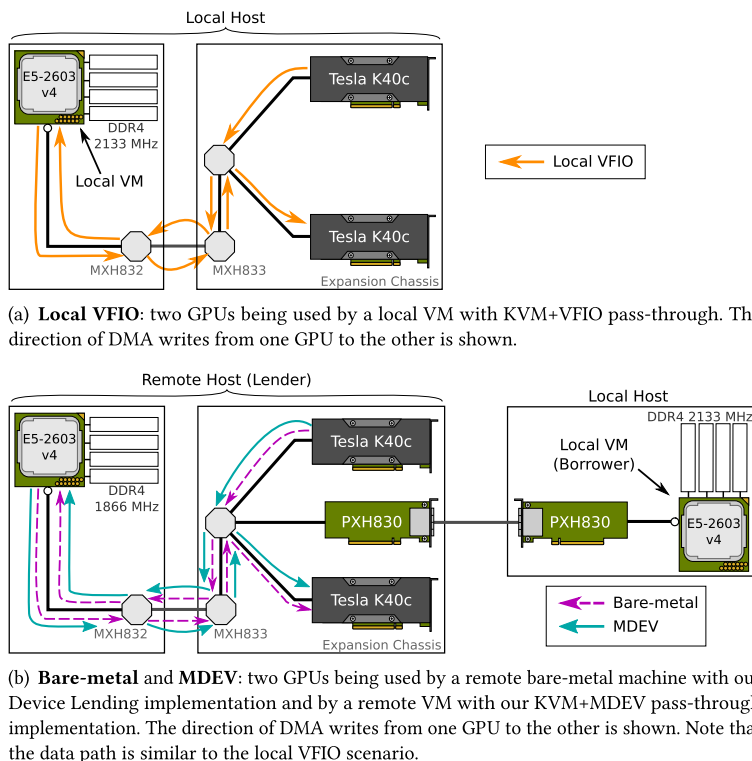 Local Host
E5-2603
v4
DDR4
2133 MHz
Local VM
MXH832
MXH833
Tesla K40c
Tesla K40c
Expansion Chassis
Local VFIO
(a) Local VFIO: two GPUs being used by a local VM with KVM+VFIO pass-through. Th
direction of DMA writes from one GPU to the other is shown.
Remote Host (Lender)
E5-2603
v4
DDR4
1866 MHz
MXH832
MXH833
Tesla K40c
PXH830
Tesla K40c
Expansion Chassis
Local Host
DDR4 2133 MHz
Local VM
(Borrower)
PXH830
E5-2603
v4
Bare-metal
MDEV
(b) Bare-metal and MDEV: two GPUs being used by a remote bare-metal machine with ou
Device Lending implementation and by a remote VM with our KVM+MDEV pass-through
implementation. The direction of DMA writes from one GPU to the other is shown. Note tha
the data path is similar to the local VFIO scenario.